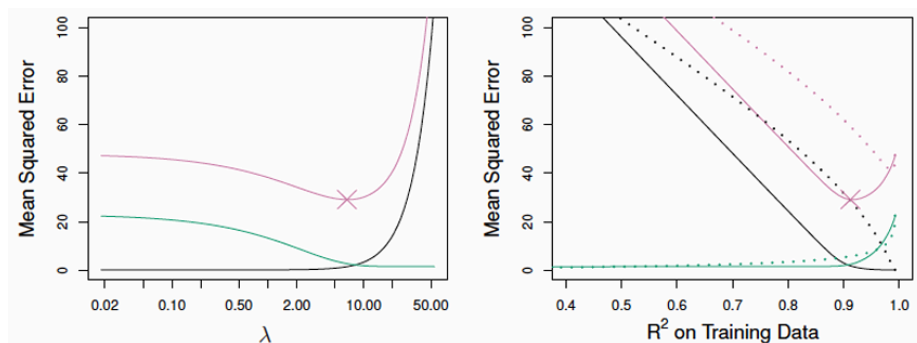 Mean Squared Error
0 20 40 60 80 100
0.02 0.10 0.50 2.00 10.00 50.00
λ
Mean Squared Error
0 20 40 60 80 100
0.4 0.5 0.6 0.7 0.8 0.9 1.0
R² on Training Data